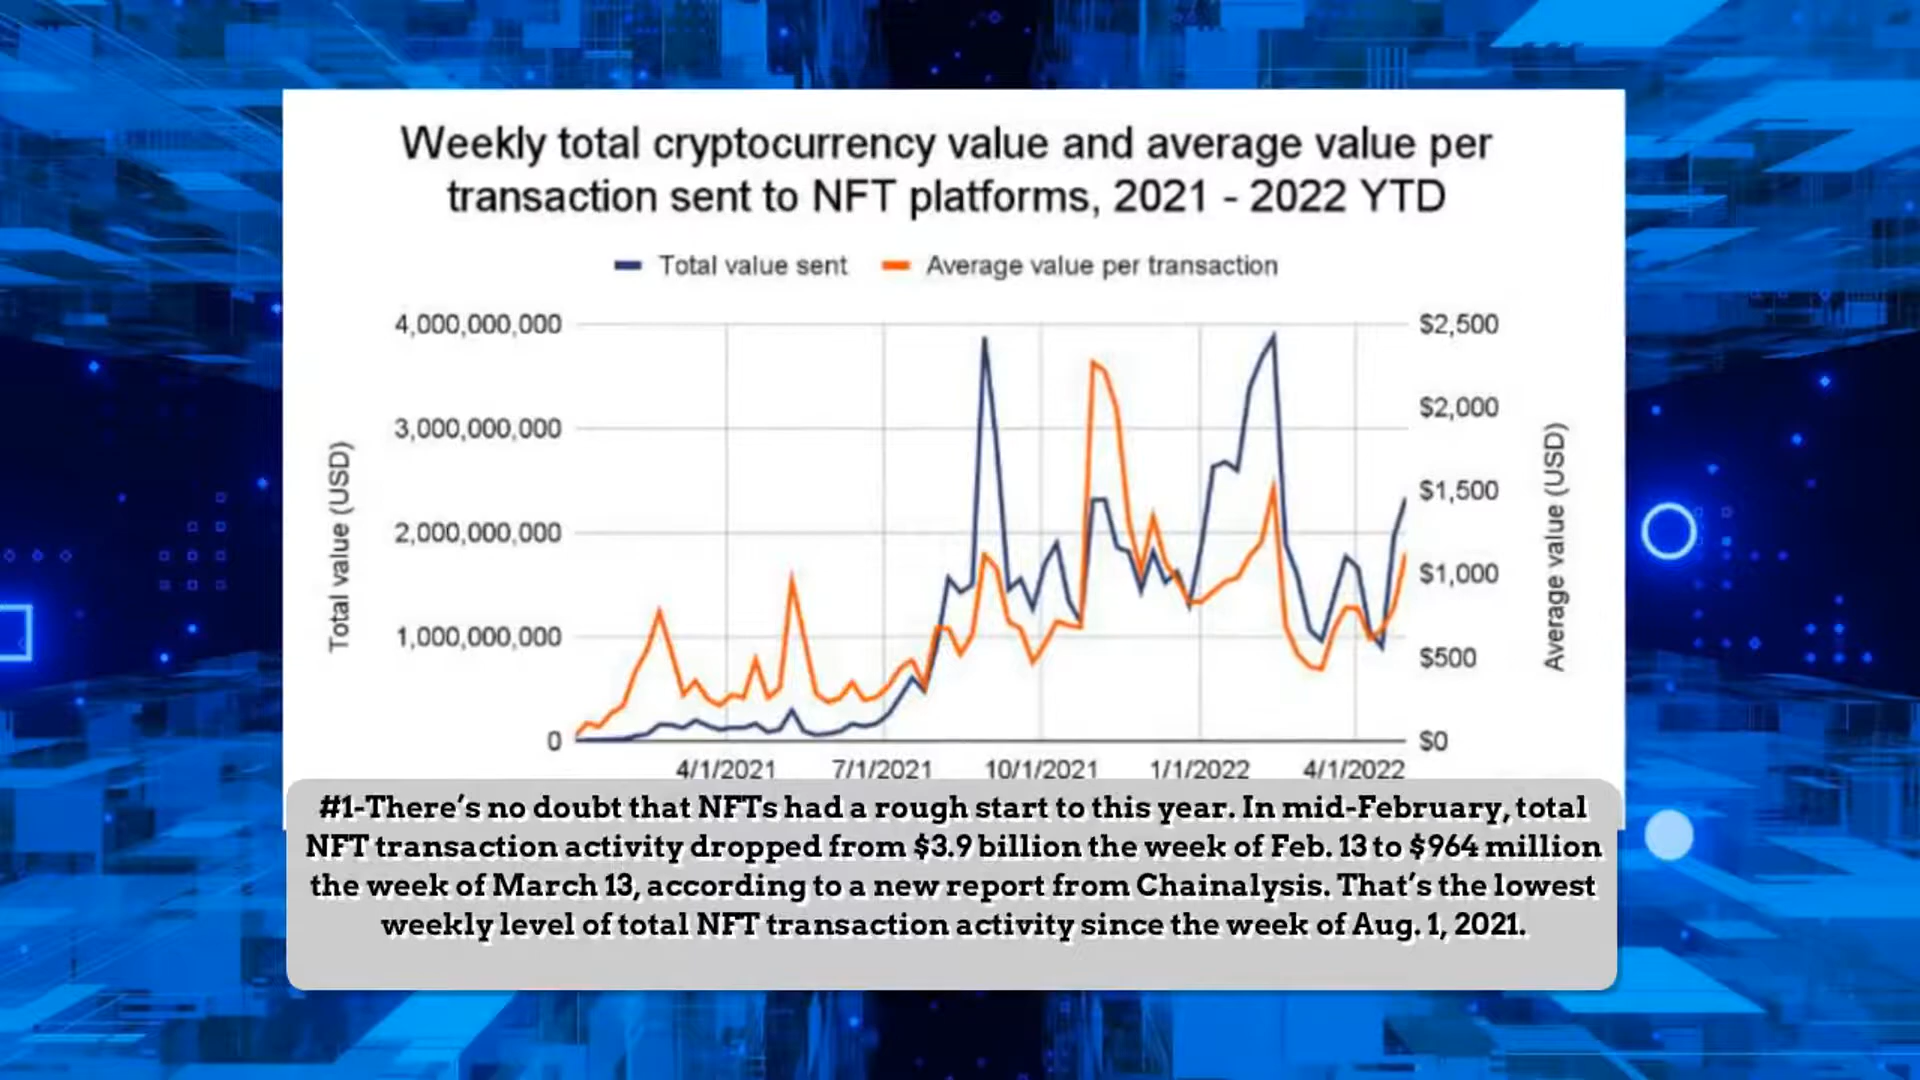 Weekly total cryptocurrency value and average value per
transaction sent to NFT platforms, 2021 - 2022 YTD
Total value sent
Average value per transaction
4,000,000,000
3,000,000,000
2,000,000,000
1,000,000,000
0
Total value (USD)
$2,500
$2,000
$1,500
$1,000
$500
$0
Average value (USD)
4/1/2021
7/1/2021
10/1/2021
1/1/2022
4/1/2022
#1-There's no doubt that NFTs had a rough start to this year. In mid-February, total
NFT transaction activity dropped from $3.9 billion the week of Feb. 13 to $964 million
the week of March 13, according to a new report from Chainalysis. That's the lowest
weekly level of total NFT transaction activity since the week of Aug. 1, 2021.